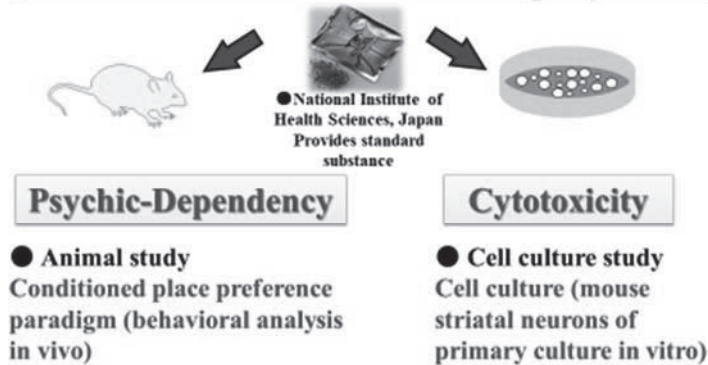 ●National Institute of
Health Sciences, Japan
Provides standard
substance
Psychic-Dependency
Cytotoxicity
● Animal study
Conditioned place preference
paradigm (behavioral analysis
in vivo)
● Cell culture study
Cell culture (mouse
striatal neurons of
primary culture in vitro)